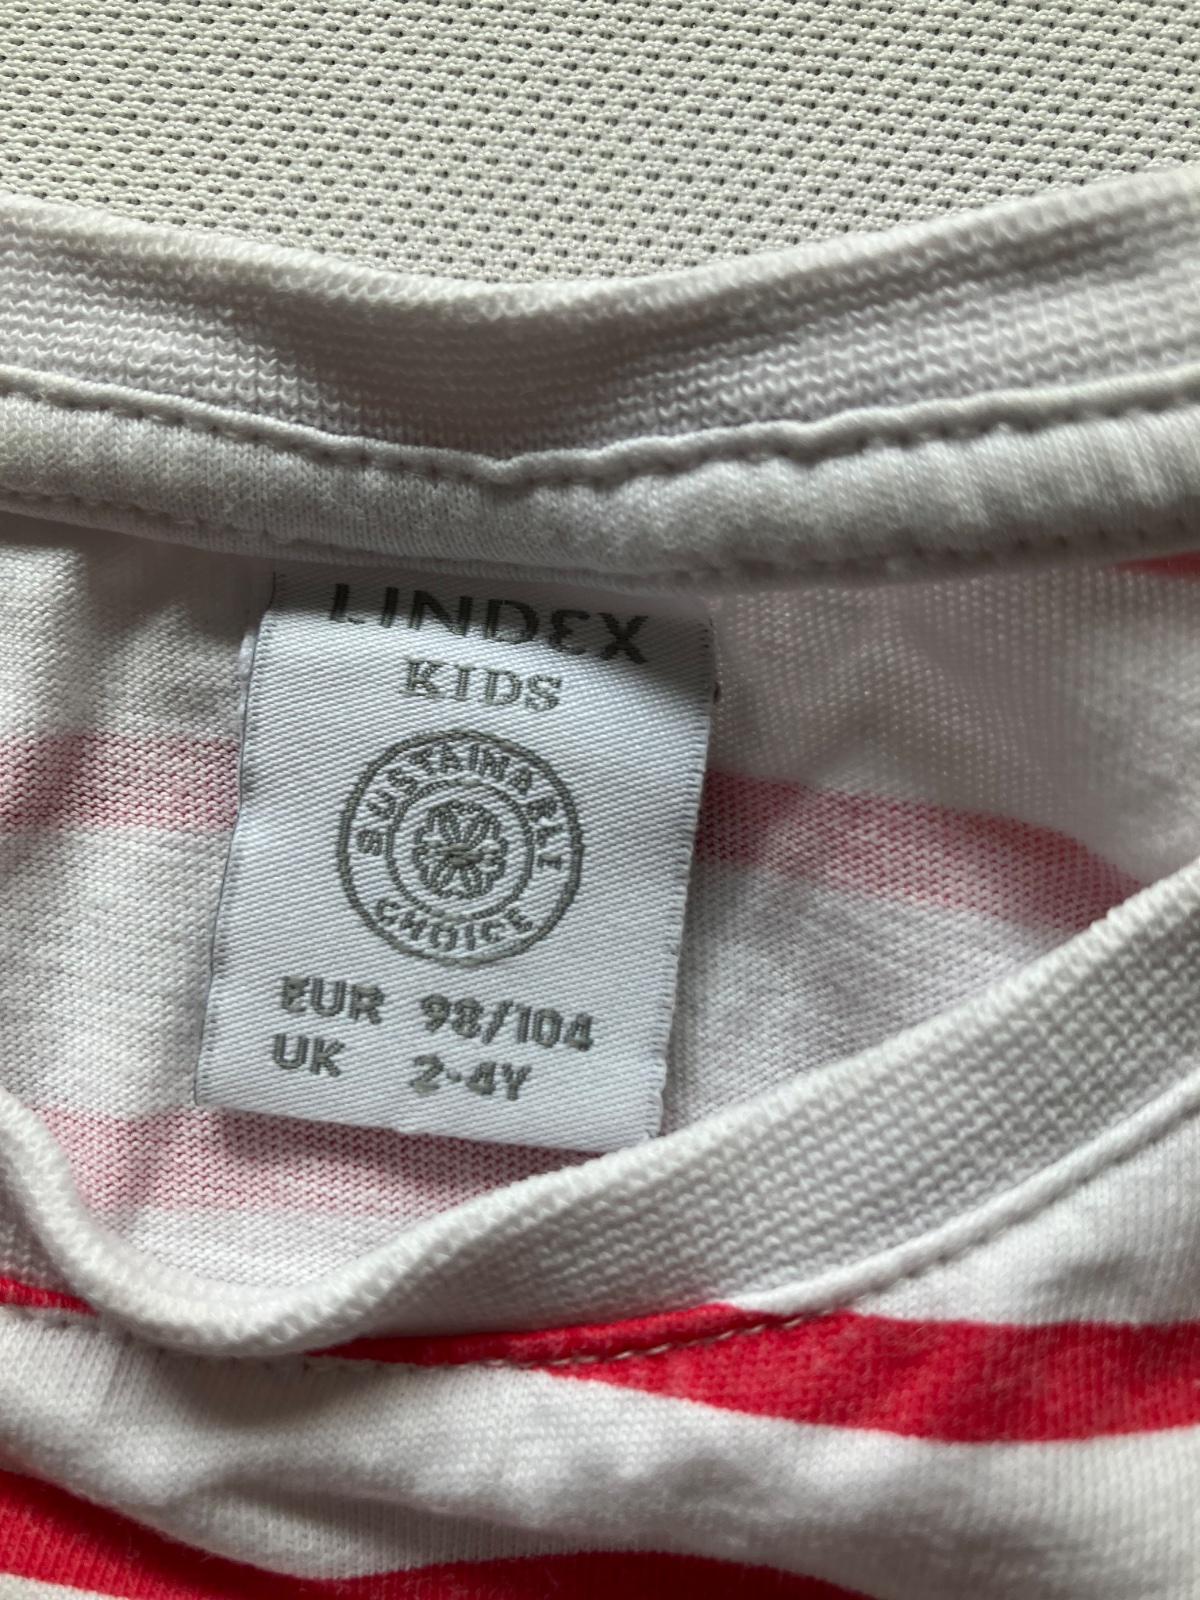 LINDEX
KIDS
SUSTAINABLE
CHOICE
EUR 98/104
UK 2-4Y